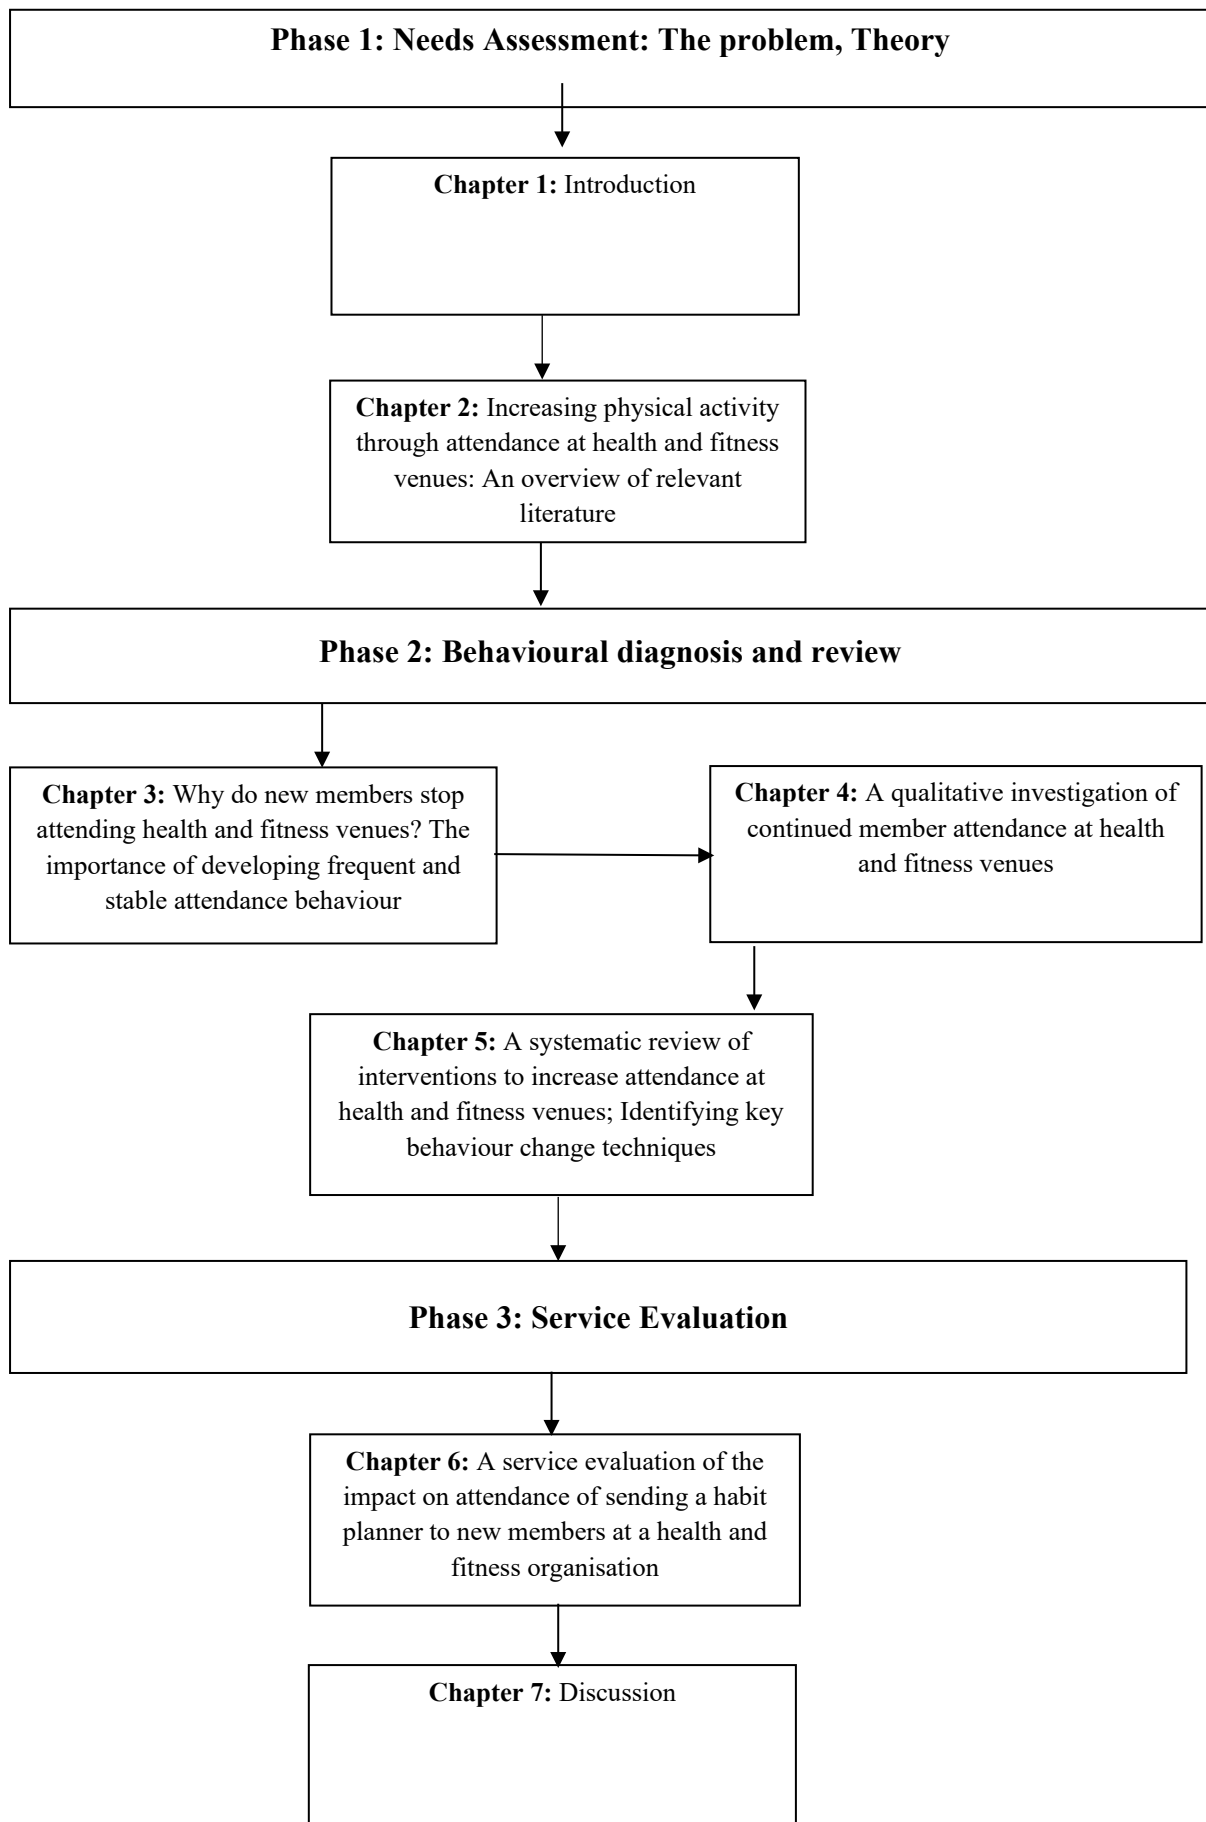 Phase 1: Needs Assessment: The problem, Theory
Chapter 1: Introduction
Chapter 2: Increasing physical activity
through attendance at health and fitness
venues: An overview of relevant
literature
Phase 2: Behavioural diagnosis and review
Chapter 3: Why do new members stop
attending health and fitness venues? The
importance of developing frequent and
stable attendance behaviour
Chapter 4: A qualitative investigation of
continued member attendance at health
and fitness venues
Chapter 5: A systematic review of
interventions to increase attendance at
health and fitness venues; Identifying key
behaviour change techniques
Phase 3: Service Evaluation
Chapter 6: A service evaluation of the
impact on attendance of sending a habit
planner to new members at a health and
fitness organisation
Chapter 7: Discussion